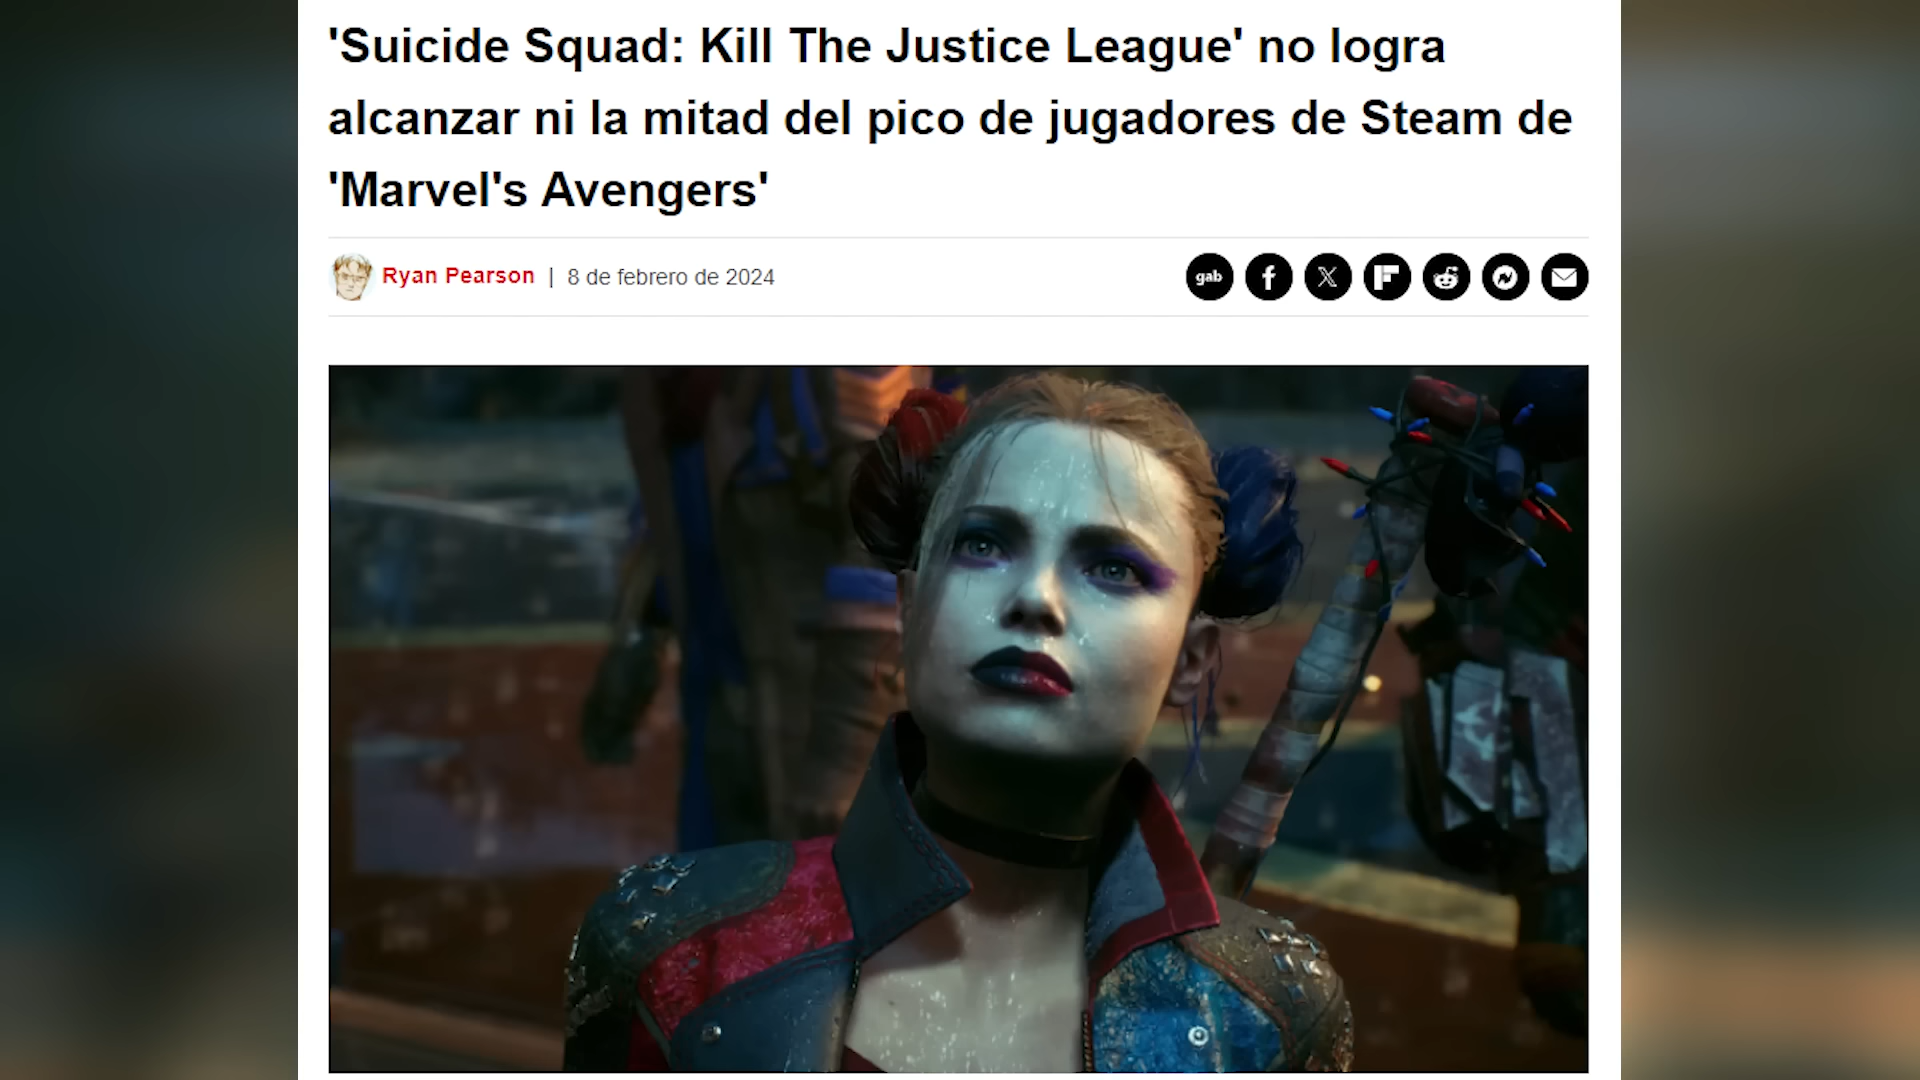 'Suicide Squad: Kill The Justice League' no logra
alcanzar ni la mitad del pico de jugadores de Steam de
'Marvel's Avengers'
Ryan Pearson | 8 de febrero de 2024
gab